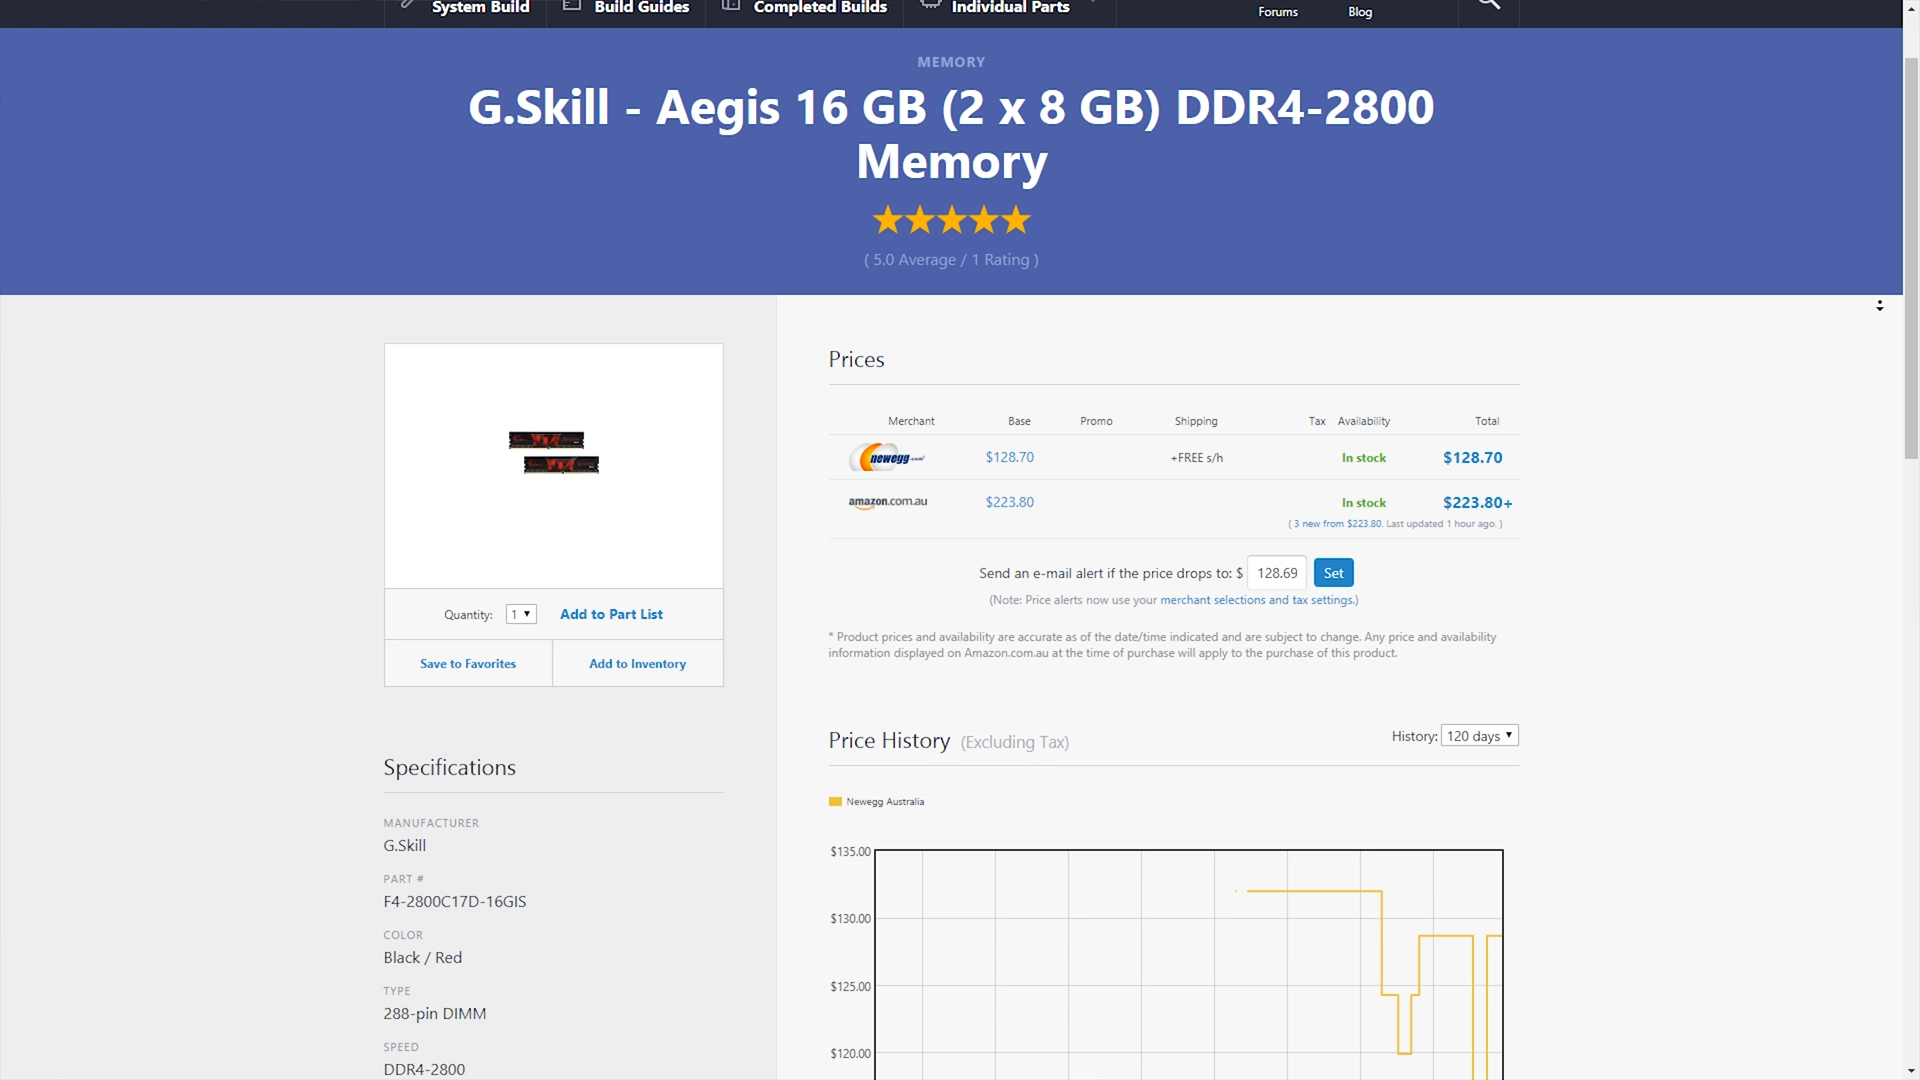 System Build
Build Guides
Completed Builds
Individual Parts
Forums
Blog
MEMORY
G.Skill - Aegis 16 GB (2 x 8 GB) DDR4-2800
Memory
( 5.0 Average / 1 Rating )
Quantity: 1 Add to Part List
Save to Favorites
Add to Inventory
Specifications
MANUFACTURER
G.Skill
PART #
F4-2800C17D-16GIS
COLOR
Black / Red
TYPE
288-pin DIMM
SPEED
DDR4-2800
Prices
Merchant Base Promo Shipping Tax Availability Total
newegg.com $128.70 +FREE s/h In stock $128.70
amazon.com.au $223.80 In stock $223.80+
( 3 new from $223.80. Last updated 1 hour ago. )
Send an e-mail alert if the price drops to: $ 128.69 Set
(Note: Price alerts now use your merchant selections and tax settings.)
* Product prices and availability are accurate as of the date/time indicated and are subject to change. Any price and availability
information displayed on Amazon.com.au at the time of purchase will apply to the purchase of this product.
Price History (Excluding Tax)
History: 120 days
Newegg Australia
$135.00
$130.00
$125.00
$120.00